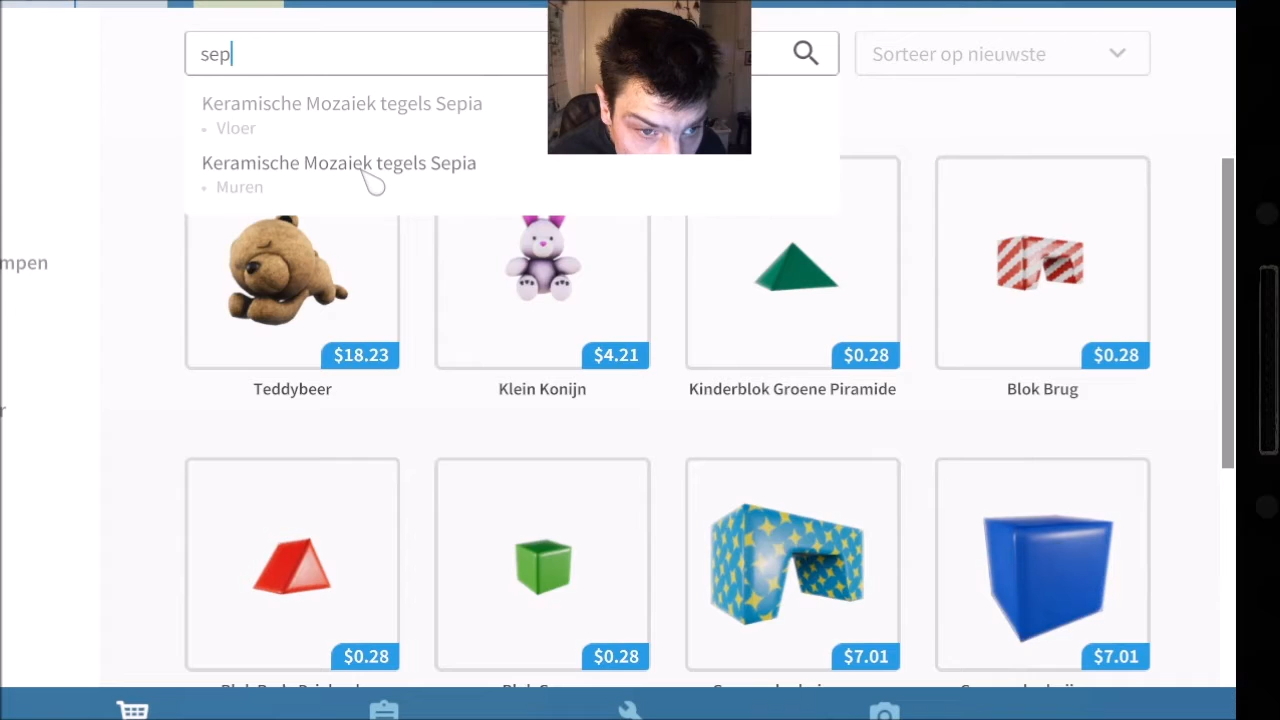 sep
Sorteer op nieuwste
Keramische Mozaiek tegels Sepia
• Vloer
Keramische Mozaiek tegels Sepia
• Muren
mpen
$18.23
$4.21
$0.28
$0.28
Teddybeer
Klein Konijn
Kinderblok Groene Piramide
Blok Brug
$0.28
$0.28
$7.01
$7.01